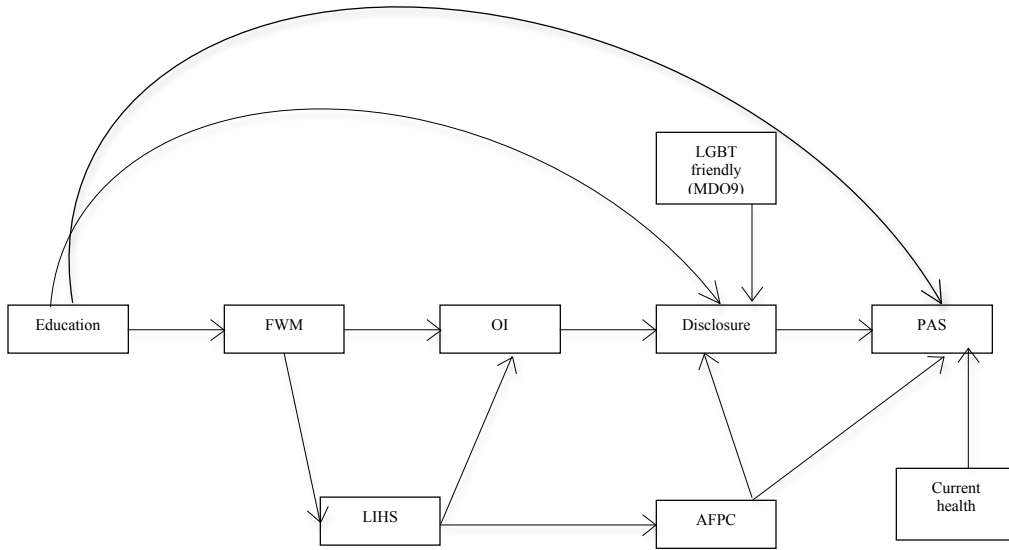 LGBT
friendly
(MDO9)
Education
FWM
OI
Disclosure
PAS
LIHS
AFPC
Current
health